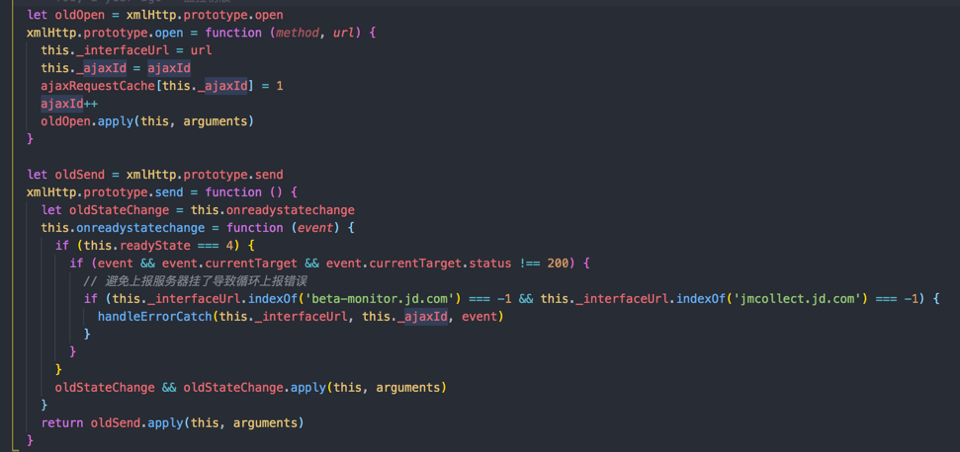 let oldOpen = xmlHttp.prototype.open
xmlHttp.prototype.open = function (method, url) {
this._interfaceUrl = url
this._ajaxId = ajaxId
ajaxRequestCache[this._ajaxId] = 1
ajaxId++
oldOpen.apply(this, arguments)
}
let oldSend = xmlHttp.prototype.send
xmlHttp.prototype.send = function () {
let oldStateChange = this.onreadystatechange
this.onreadystatechange = function (event) {
if (this.readyState === 4) {
if (event && event.currentTarget && event.currentTarget.status !== 200) {
// 避免上报服务器挂了导致循环上报错误
if (this._interfaceUrl.indexOf('beta-monitor.jd.com') === -1 && this._interfaceUrl.indexOf('jmcollect.jd.com') === -1) {
handleErrorCatch(this._interfaceUrl, this._ajaxId, event)
}
}
}
oldStateChange && oldStateChange.apply(this, arguments)
}
return oldSend.apply(this, arguments)
}